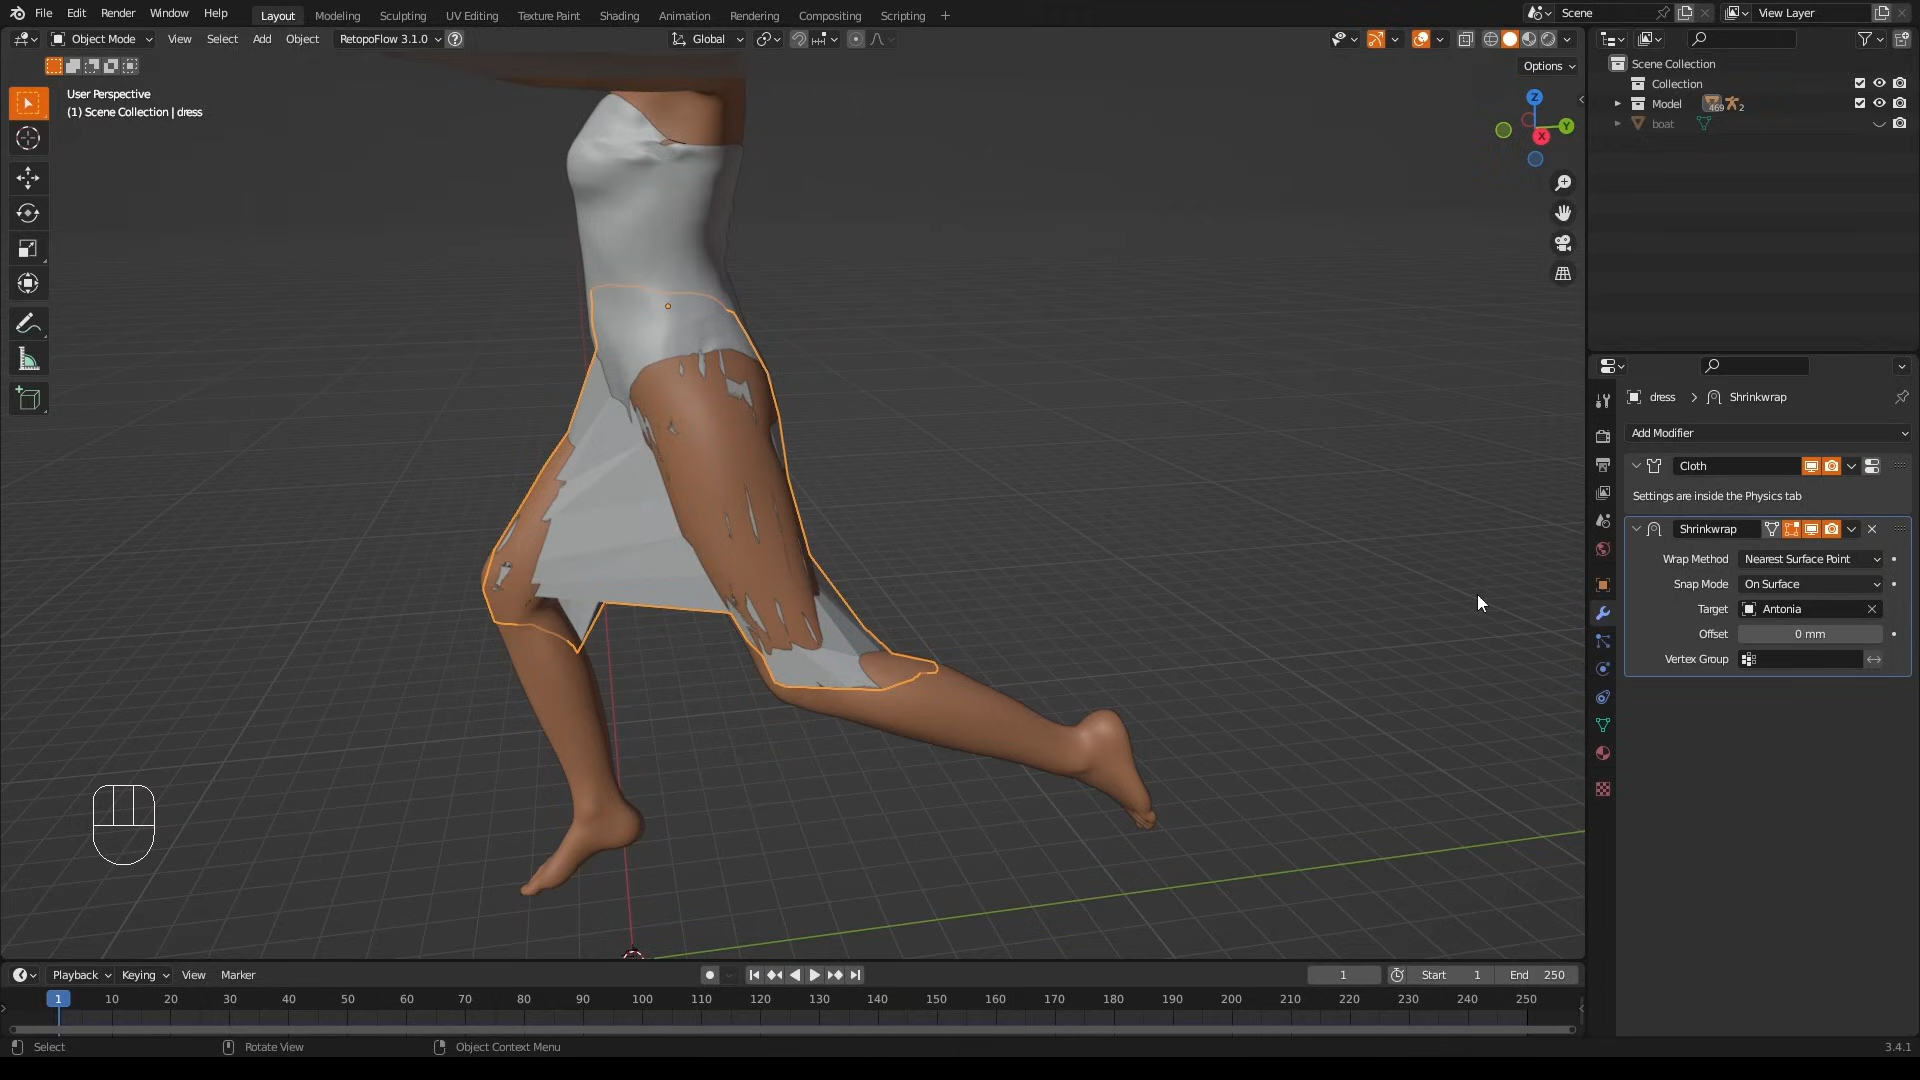 File Edit Render Window Help Layout Modeling Sculpting UV Editing Texture Paint Shading Animation Rendering Compositing Scripting + Scene View Layer
Object Mode View Select Add Object RetopoFlow 3.1.0 Global
Options
User Perspective
(1) Scene Collection | dress
Z
Y
X
Scene Collection
Collection
Model 469 2
boat
dress > Shrinkwrap
Add Modifier
Cloth
Settings are inside the Physics tab
Shrinkwrap
Wrap Method Nearest Surface Point
Snap Mode On Surface
Target Antonia
Offset 0 mm
Vertex Group
Playback Keying View Marker 1 Start 1 End 250
1 10 20 30 40 50 60 70 80 90 100 110 120 130 140 150 160 170 180 190 200 210 220 230 240 250
Select Rotate View Object Context Menu 3.4.1